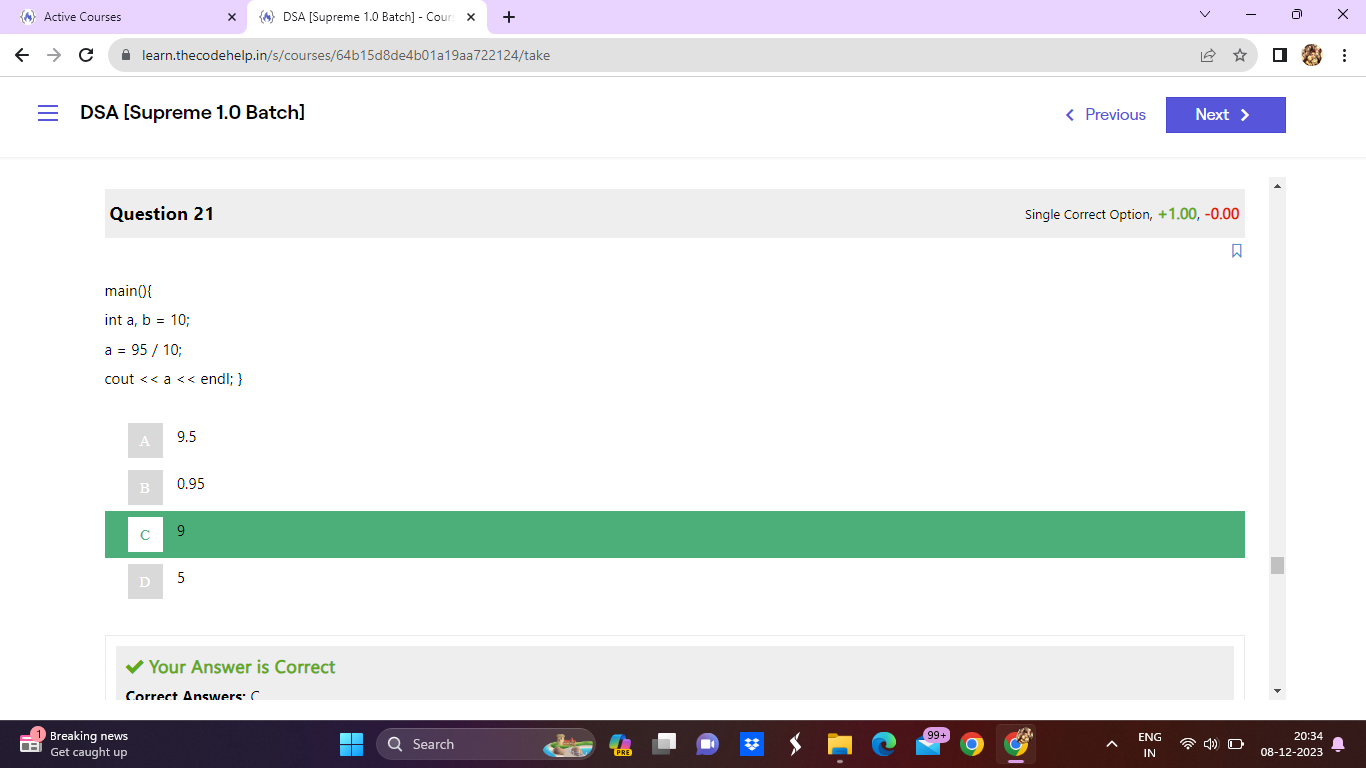 Active Courses
DSA [Supreme 1.0 Batch] - Cour
learn.thecodehelp.in/s/courses/64b15d8de4b01a19aa722124/take
DSA [Supreme 1.0 Batch]
Previous
Next
Question 21
Single Correct Option, +1.00, -0.00
main(){
int a, b = 10;
a = 95 / 10;
cout << a << endl; }
A 9.5
B 0.95
C 9
D 5
Your Answer is Correct
Correct Answers: C
1
Breaking news
Get caught up
Search
PRE
99+
ENG
IN
20:34
08-12-2023